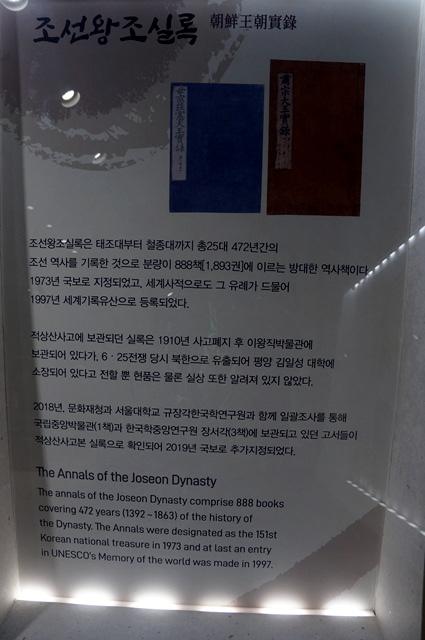 조선왕조실록 朝鮮王朝實錄
조선왕조실록은 태조대부터 철종대까지 총25대 472년간의
조선 역사를 기록한 것으로 분량이 888책[1,893권]에 이르는 방대한 역사책이다.
1973년 국보로 지정되었고, 세계사적으로도 그 유례가 드물어
1997년 세계기록유산으로 등록되었다.
적상산사고에 보관되던 실록은 1910년 사고폐지 후 이왕직박물관에
보관되어 있다가, 6 · 25전쟁 당시 북한으로 유출되어 평양 김일성 대학에
소장되어 있다고 전할 뿐 현품은 물론 실상 또한 알려져 있지 않았다.
2018년, 문화재청과 서울대학교 규장각한국학연구원과 함께 일괄조사를 통해
국립중앙박물관(1책)과 한국학중앙연구원 장서각(3책)에 보관되고 있던 고서들이
적상산사고본 실록으로 확인되어 2019년 국보로 추가지정되었다.
The Annals of the Joseon Dynasty
The annals of the Joseon Dynasty comprise 888 books
covering 472 years (1392 ~ 1863) of the history of
the Dynasty. The Annals were designated as the 151st
Korean national treasure in 1973 and at last an entry
in UNESCO's Memory of the world was made in 1997.